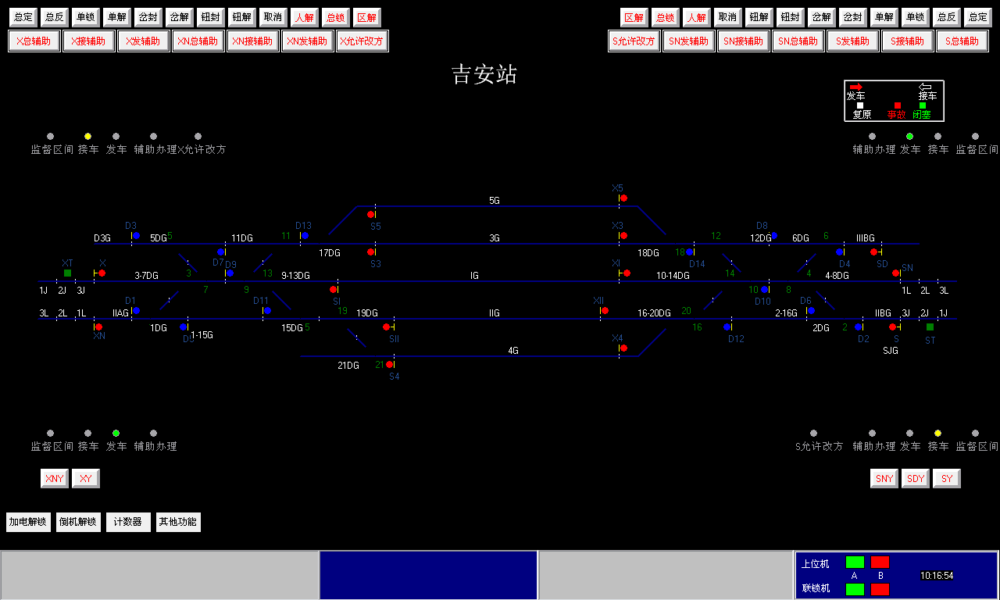 总定 总反 单锁 单解 岔封 岔解 钮封 钮解 取消 人解 总锁 区解 区解 总锁 人解 取消 钮解 钮封 岔解 岔封 单解 单锁 总反 总定
X总辅助 X接辅助 X发辅助 XN总辅助 XN接辅助 XN发辅助 X允许改方 S允许改方 SN发辅助 SN接辅助 SN总辅助 S发辅助 S接辅助 S总辅助
吉安站
发车 接车
复原 事故 闭塞
监督区间 接车 发车 辅助办理 X允许改方 辅助办理 发车 接车 监督区间
X5
5G
D3 D13 S5 X3 D8
D3G 5DG 5 11DG 11 3G 12 12DG 6DG 6 IIIBG
17DG 18DG 18
XT X D7 D9 S3 XI D14 D4 SD SN
3-7DG 3 13 9-13DG IG 10-14DG 14 4 4-8DG
1J 2J 3J 7 9 10 8 1L 2L 3L
D1 D11 SI XII D10 D6
3L 2L 1L IIAG 19 19DG IIG 16-20DG 20 2-16G IIBG 3J 2J 1J
1DG 15DG 5 16 2DG 2
XN 1-15G SII X4 D12 D2 S ST
4G SJG
21DG 21
S4
监督区间 接车 发车 辅助办理 S允许改方 辅助办理 发车 接车 监督区间
XNY XY SNY SDY SY
加电解锁 倒机解锁 计数器 其他功能
上位机
A B 10:16:54
联锁机